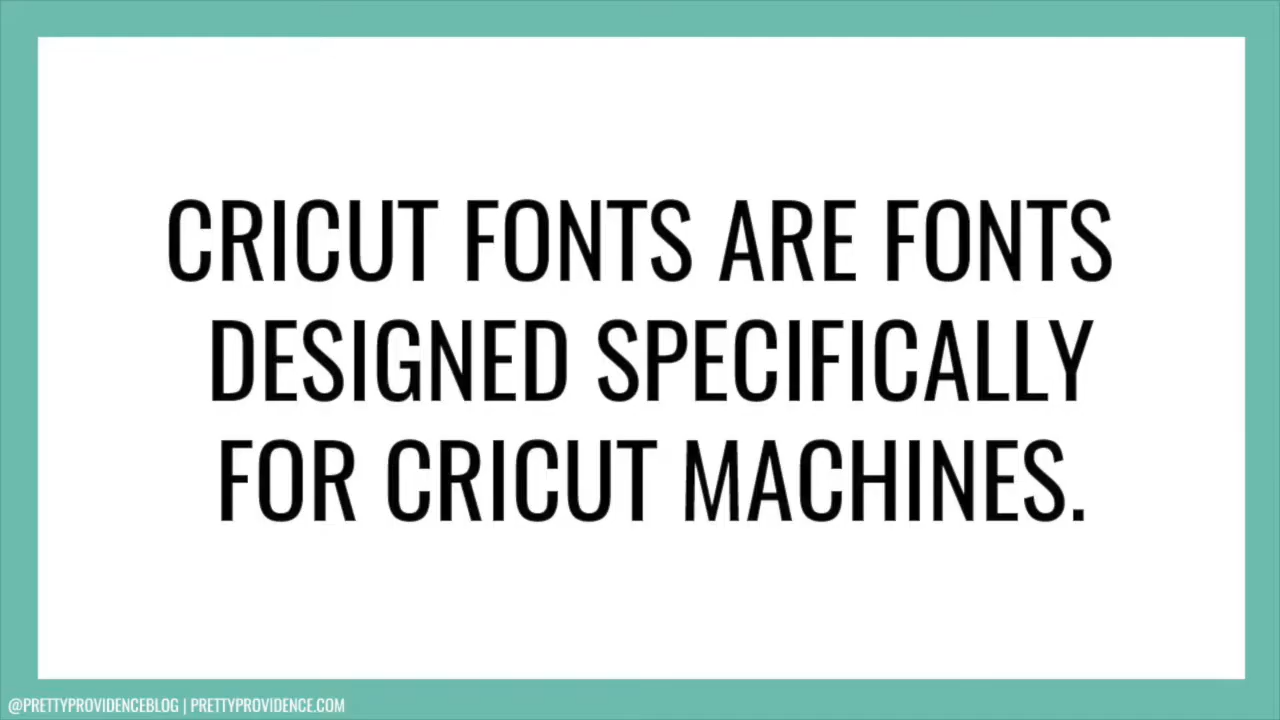 CRICUT FONTS ARE FONTS
DESIGNED SPECIFICALLY
FOR CRICUT MACHINES.
@PRETTYPROVIDENCEBLOG | PRETTYPROVIDENCE.COM